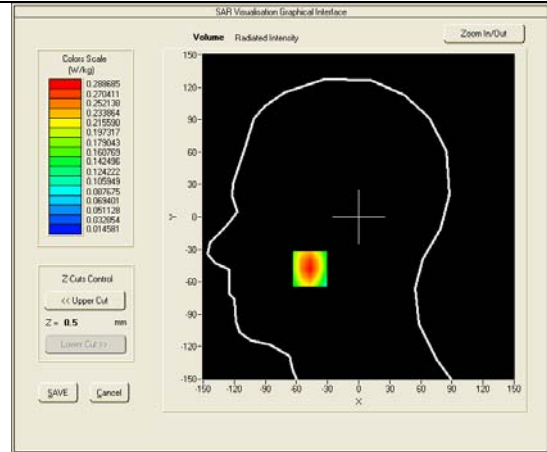 SAR Visualisation Graphical Interface
Volume Radiated Intensity
Zoom In/Out
Colors Scale
(W/kg)
0.288685
0.270411
0.252138
0.233864
0.215590
0.197317
0.179043
0.160769
0.142496
0.124222
0.105949
0.087675
0.069401
0.051128
0.032854
0.014581
Z Cuts Control
<< Upper Cut
Z = 0.5 mm
Lower Cut >>
SAVE Cancel
150
120
90
60
30
0
-30
-60
-90
-120
-150
Y
-150 -120 -90 -60 -30 0 30 60 90 120 150
X